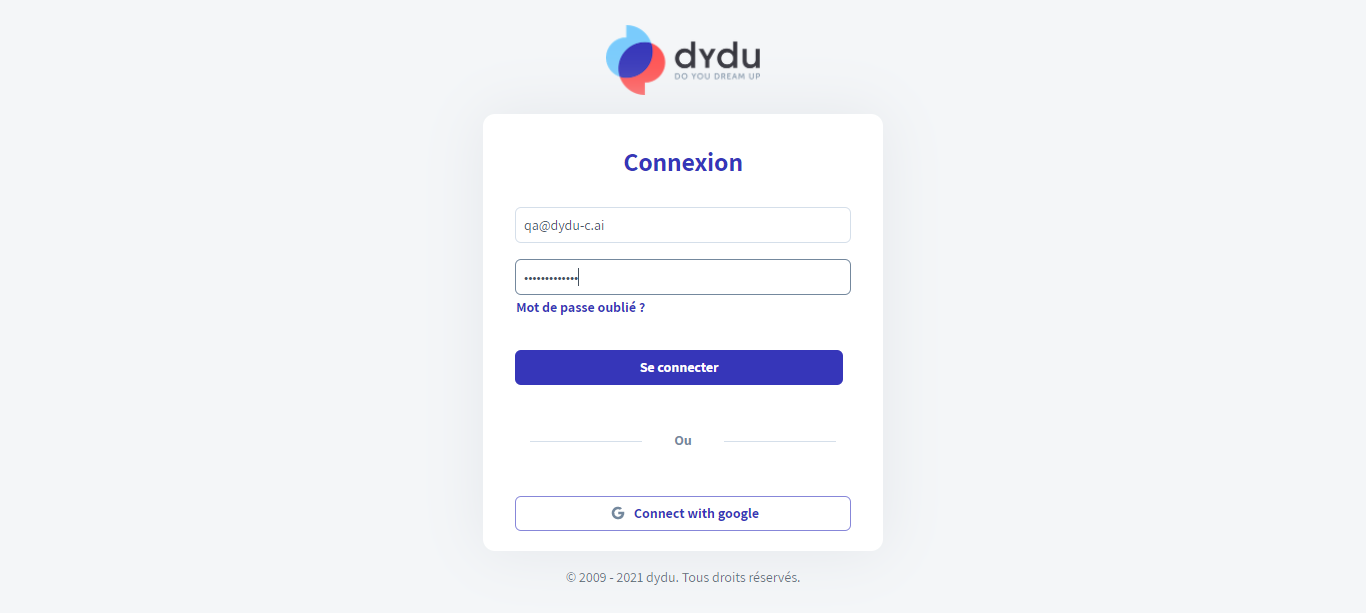 dydu
DO YOU DREAM UP
Connexion
qa@dydu-c.ai
•••••••••••••
Mot de passe oublié ?
Se connecter
Ou
G Connect with google
© 2009 - 2021 dydu. Tous droits réservés.